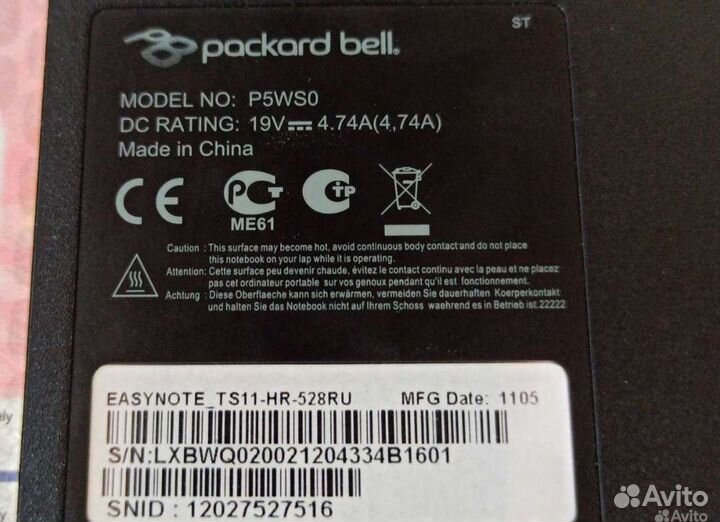 ST
packard bell®
MODEL NO: P5WS0
DC RATING: 19V⎓ 4.74A(4,74A)
Made in China
CE PCT CTP
ME61
Caution : This surface may become hot, avoid continuous body contact and do not place
this notebook on your lap while it is operating.
Attention: Cette surface peu devenir chaude, évitez le contact continu avec la peau et ne placez
pas cet ordinateur portable sur vos genoux pendant qu'il est fonctionnement.
Achtung : Diese Oberflaeche kann sich erwärmen, vermeiden Sie dauerhaften Koerperkontakt
und halten Sie das Notebook nicht auf Ihrem Schoss waehrend es in Betrieb ist.22222
EASYNOTE_TS11-HR-528RU MFG Date: 1105
S/N:LXBWQ020021204334B1601
SNID : 12027527516
Avito
Avito